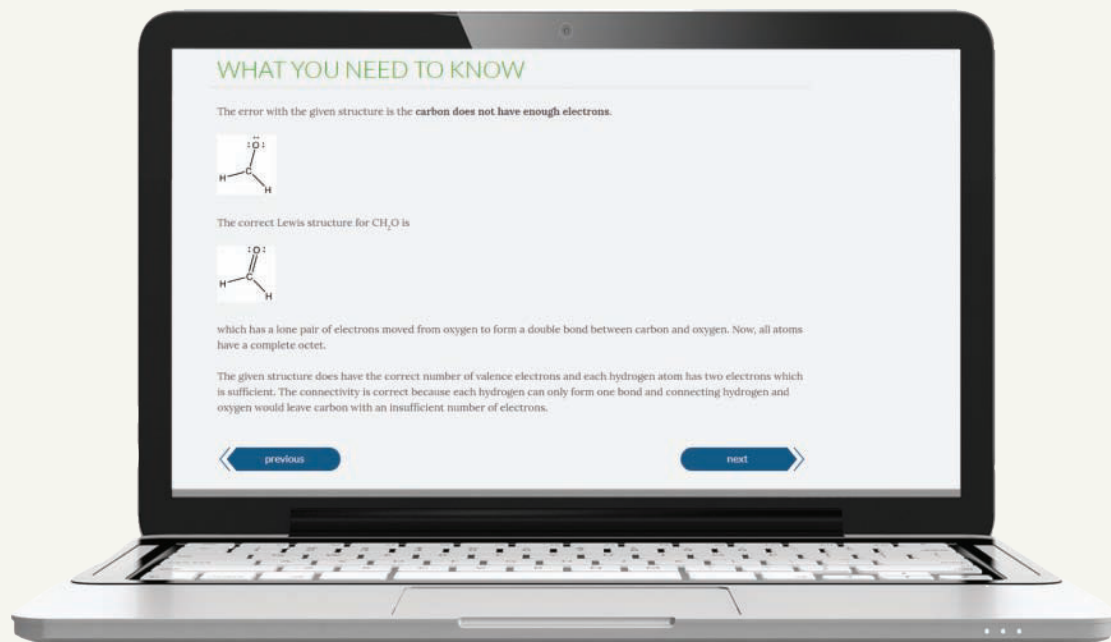 WHAT YOU NEED TO KNOW
The error with the given structure is the carbon does not have enough electrons.
:Ö:
C
H
H
The correct Lewis structure for CH₂O is
:O:
C
H
H
which has a lone pair of electrons moved from oxygen to form a double bond between carbon and oxygen. Now, all atoms
have a complete octet.
The given structure does have the correct number of valence electrons and each hydrogen atom has two electrons which
is sufficient. The connectivity is correct because each hydrogen can only form one bond and connecting hydrogen and
oxygen would leave carbon with an insufficient number of electrons.
previous
next